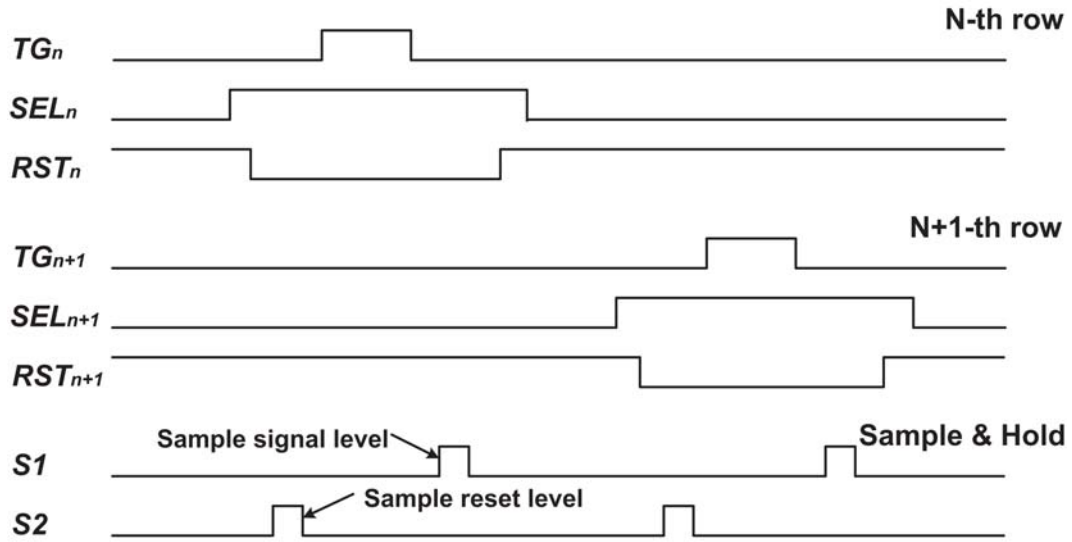 N-th row
TGn
SELn
RSTn
N+1-th row
TGn+1
SELn+1
RSTn+1
Sample & Hold
Sample signal level
S1
Sample reset level
S2